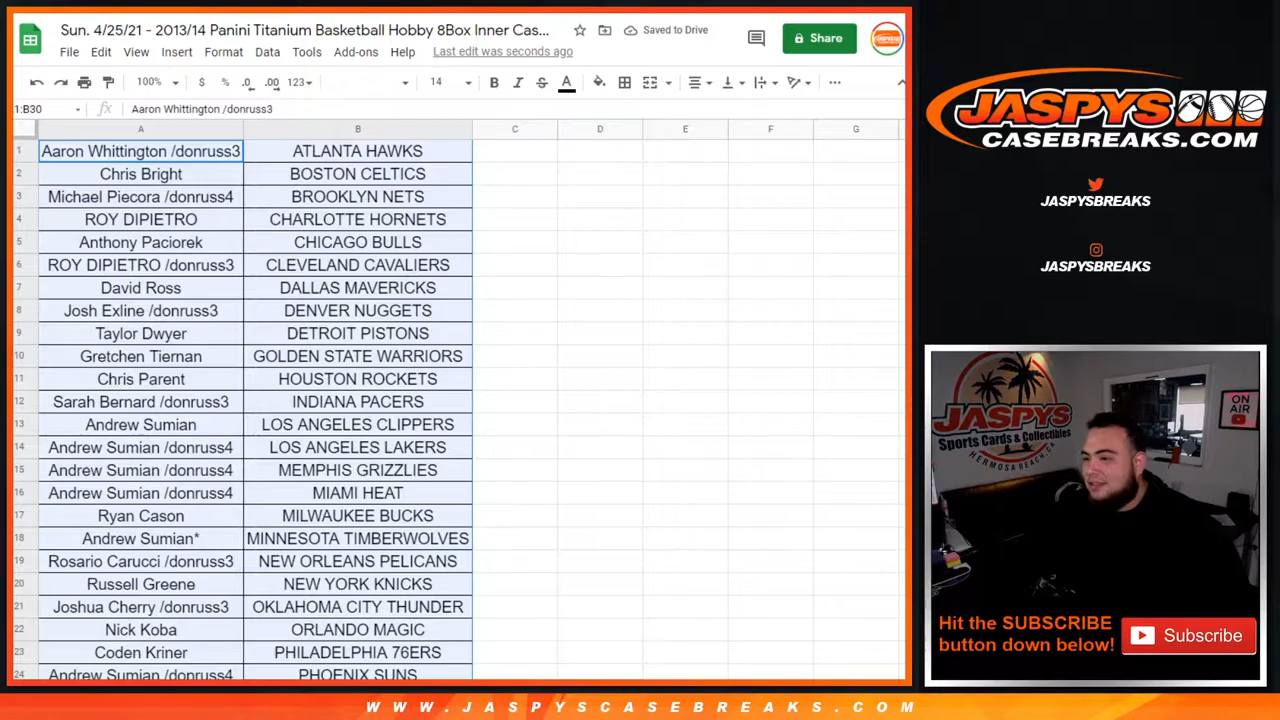 Sun. 4/25/21 - 2013/14 Panini Titanium Basketball Hobby 8Box Inner Cas...
Saved to Drive
Share
File Edit View Insert Format Data Tools Add-ons Help Last edit was seconds ago
100% $ % .0 .00 123 14 B I S A
1:B30 fx Aaron Whittington /donruss3
A B C D E F G
1 Aaron Whittington /donruss3 ATLANTA HAWKS
2 Chris Bright BOSTON CELTICS
3 Michael Piecora /donruss4 BROOKLYN NETS
4 ROY DIPIETRO CHARLOTTE HORNETS
5 Anthony Paciorek CHICAGO BULLS
6 ROY DIPIETRO /donruss3 CLEVELAND CAVALIERS
7 David Ross DALLAS MAVERICKS
8 Josh Exline /donruss3 DENVER NUGGETS
9 Taylor Dwyer DETROIT PISTONS
10 Gretchen Tiernan GOLDEN STATE WARRIORS
11 Chris Parent HOUSTON ROCKETS
12 Sarah Bernard /donruss3 INDIANA PACERS
13 Andrew Sumian LOS ANGELES CLIPPERS
14 Andrew Sumian /donruss4 LOS ANGELES LAKERS
15 Andrew Sumian /donruss4 MEMPHIS GRIZZLIES
16 Andrew Sumian /donruss4 MIAMI HEAT
17 Ryan Cason MILWAUKEE BUCKS
18 Andrew Sumian* MINNESOTA TIMBERWOLVES
19 Rosario Carucci /donruss3 NEW ORLEANS PELICANS
20 Russell Greene NEW YORK KNICKS
21 Joshua Cherry /donruss3 OKLAHOMA CITY THUNDER
22 Nick Koba ORLANDO MAGIC
23 Coden Kriner PHILADELPHIA 76ERS
24 Andrew Sumian /donruss3 PHOENIX SUNS
JASPYS
CASEBREAKS.COM
JASPYSBREAKS
JASPYSBREAKS
JASPYS
Sports Cards & Collectibles
HERMOSA BEACH, CA
ON
AIR
Hit the SUBSCRIBE
button down below!
Subscribe
WWW.JASPYSCASEBREAKS.COM